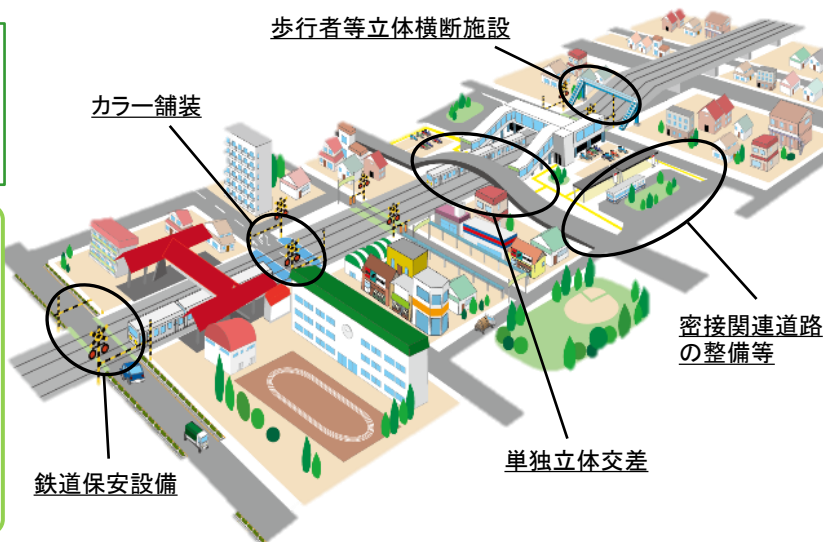 歩行者等立体横断施設
カラー舗装
密接関連道路
の整備等
単独立体交差
鉄道保安設備